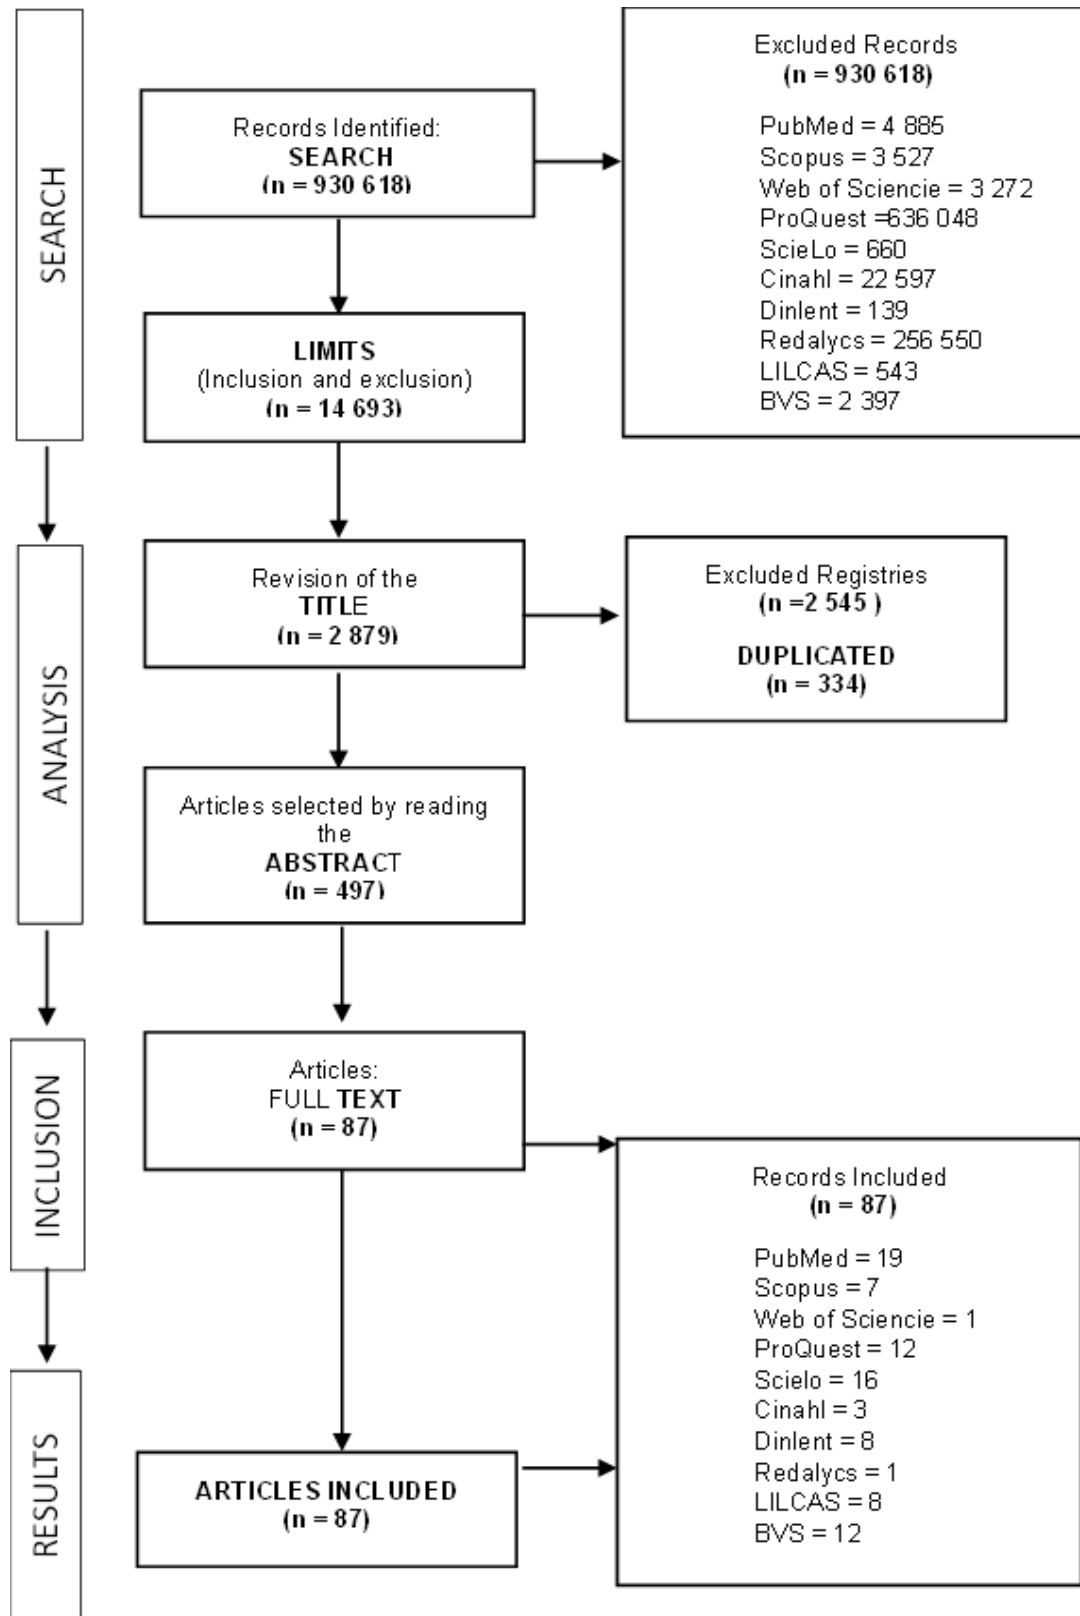 SEARCH
Records Identified:
SEARCH
(n = 930 618)
Excluded Records
(n = 930 618)
PubMed = 4 885
Scopus = 3 527
Web of Sciencie = 3 272
ProQuest =636 048
ScieLo = 660
Cinahl = 22 597
Dinlent = 139
Redalycs = 256 550
LILCAS = 543
BVS = 2 397
LIMITS
(Inclusion and exclusion)
(n = 14 693)
ANALYSIS
Revision of the
TITLE
(n = 2 879)
Excluded Registries
(n =2 545 )
DUPLICATED
(n = 334)
Articles selected by reading
the
ABSTRACT
(n = 497)
INCLUSION
Articles:
FULL TEXT
(n = 87)
Records Included
(n = 87)
PubMed = 19
Scopus = 7
Web of Sciencie = 1
ProQuest = 12
Scielo = 16
Cinahl = 3
Dinlent = 8
Redalycs = 1
LILCAS = 8
BVS = 12
RESULTS
ARTICLES INCLUDED
(n = 87)